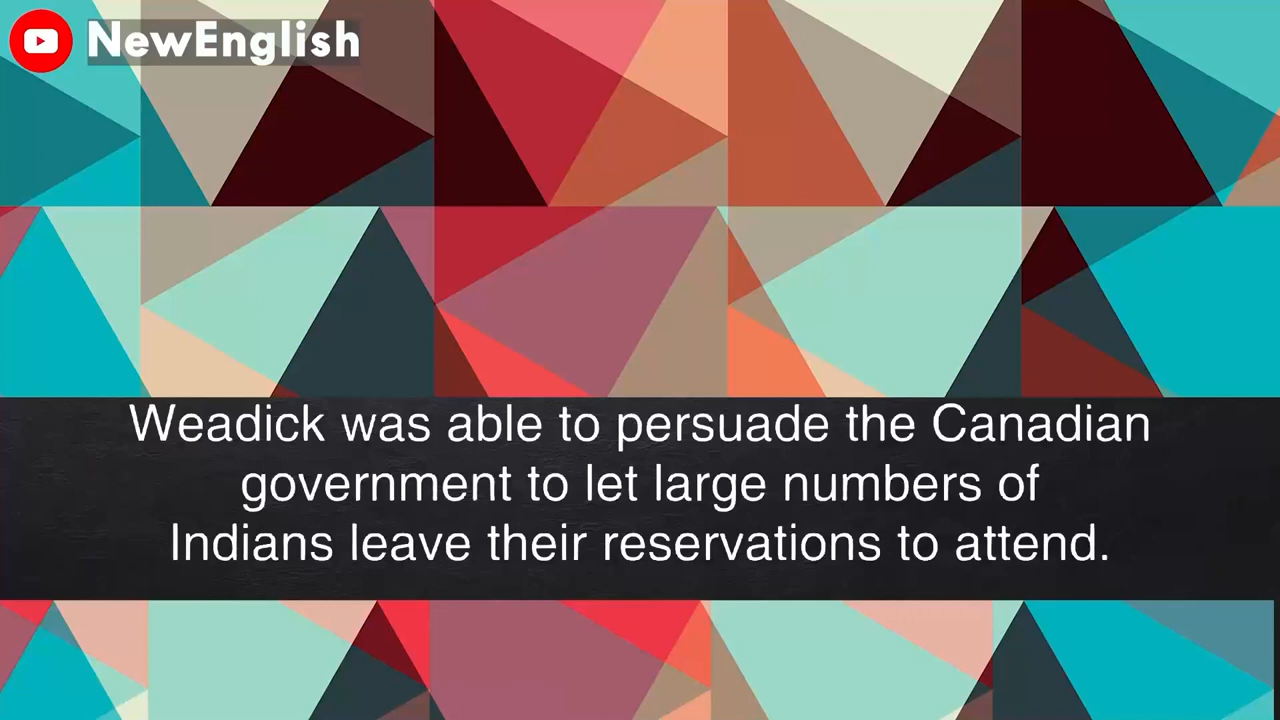 NewEnglish
Weadick was able to persuade the Canadian
government to let large numbers of
Indians leave their reservations to attend.